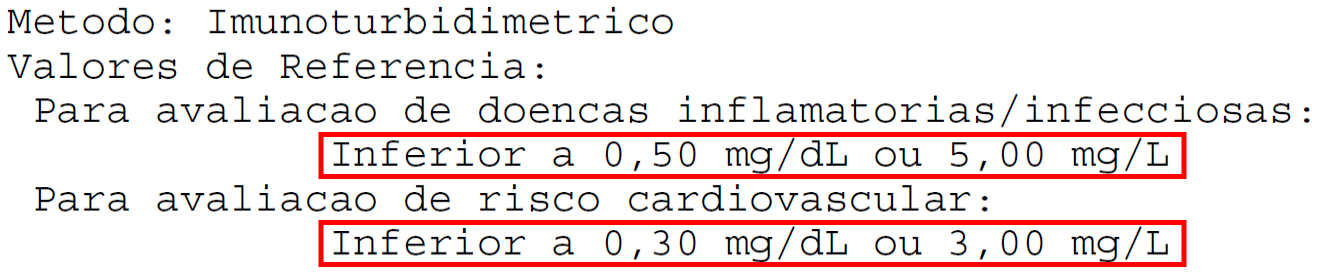 Metodo: Imunoturbidimetrico
Valores de Referencia:
Para avaliacao de doencas inflamatorias/infecciosas:
Inferior a 0,50 mg/dL ou 5,00 mg/L
Para avaliacao de risco cardiovascular:
Inferior a 0,30 mg/dL ou 3,00 mg/L